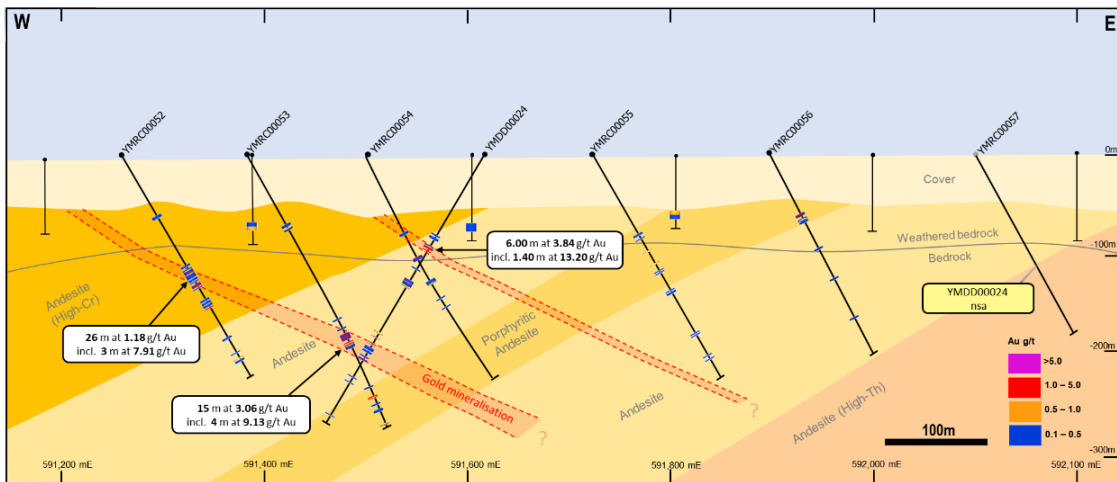 W
E
YMRC00052
YMRC00053
YMRC00054
YMDD00024
YMRC00055
YMRC00056
YMRC00057
0m
Cover
Weathered bedrock
Bedrock
-100m
6.00 m at 3.84 g/t Au
incl. 1.40 m at 13.20 g/t Au
Andesite
(High-Cr)
YMDD00024
nsa
26 m at 1.18 g/t Au
incl. 3 m at 7.91 g/t Au
Andesite
Porphyritic
Andesite
Au g/t
>5.0
1.0 – 5.0
0.5 – 1.0
0.1 – 0.5
-200m
15 m at 3.06 g/t Au
incl. 4 m at 9.13 g/t Au
Gold mineralisation
?
Andesite
?
Andesite (High-Th)
100m
-300m
591,200 mE
591,400 mE
591,600 mE
591,800 mE
592,000 mE
592,100 mE